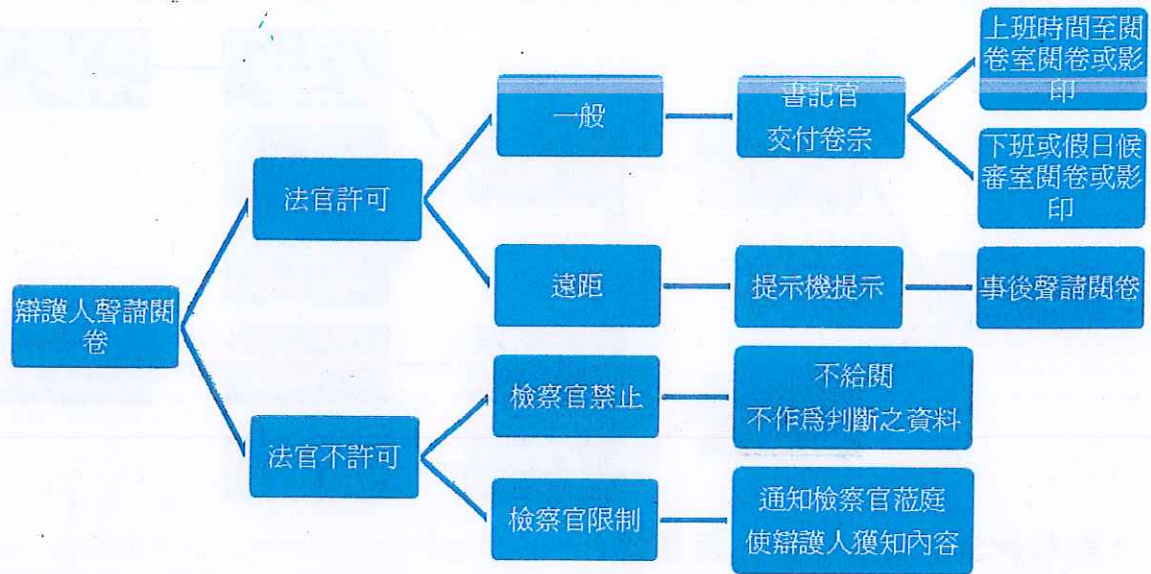 辯護人聲請閱
卷
法官許可
一般
書記官
交付卷宗
上班時間至閱
卷室閱卷或影
印
下班或假日候
審室閱卷或影
印
遠距
提示機提示
事後聲請閱卷
法官不許可
檢察官禁止
不給閱
不作為判斷之資料
檢察官限制
通知檢察官蒞庭
使辯護人獲知內容